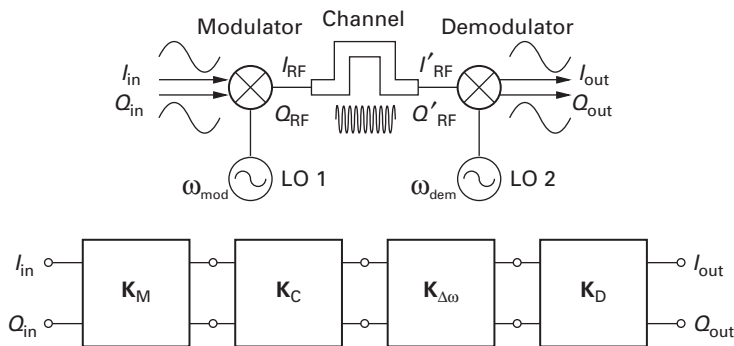 Modulator Channel Demodulator
I_in I_RF I'_RF I_out
Q_in Q_RF Q'_RF Q_out
ω_mod LO 1 ω_dem LO 2
I_in K_M K_C K_Δω K_D I_out
Q_in Q_out